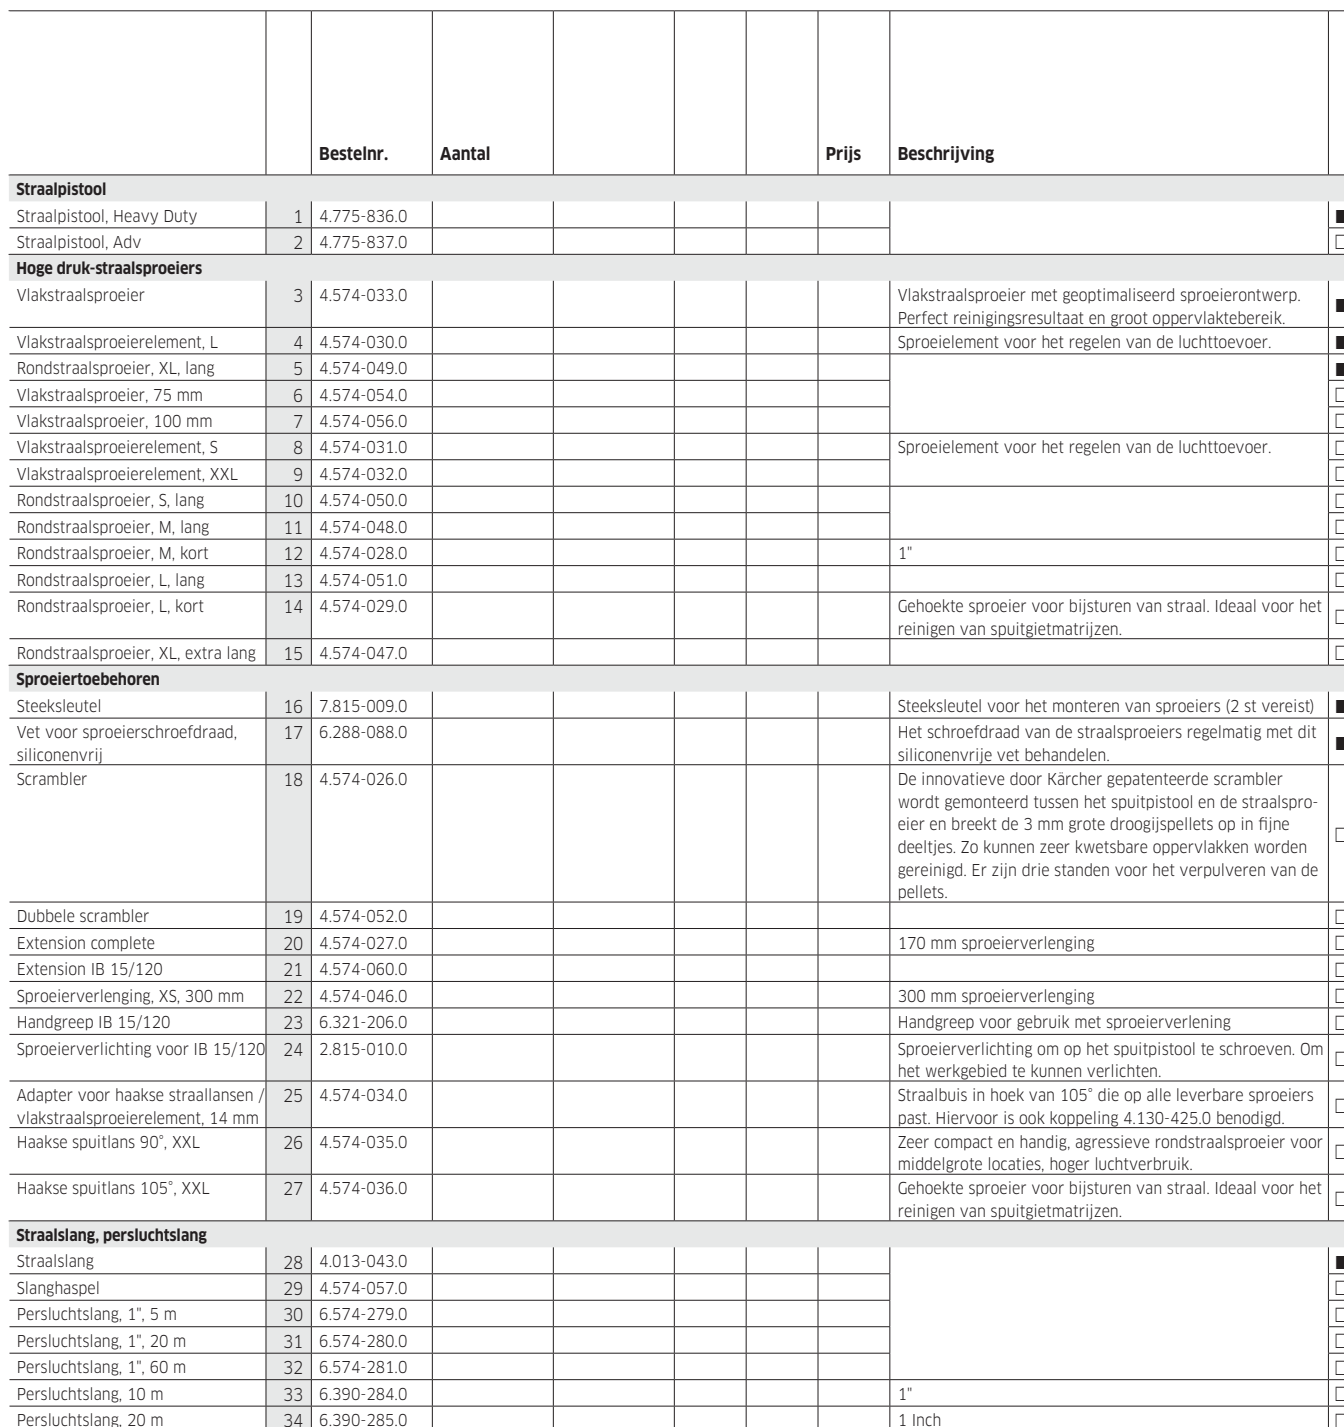 Bestelnr. Aantal Prijs Beschrijving
Straalpistool
Straalpistool, Heavy Duty 1 4.775-836.0
Straalpistool, Adv 2 4.775-837.0
Hoge druk-straalsproeiers
Vlakstraalsproeier 3 4.574-033.0 Vlakstraalsproeier met geoptimaliseerd sproeierontwerp.
Perfect reinigingsresultaat en groot oppervlaktebereik.
Vlakstraalsproeierelement, L 4 4.574-030.0 Sproeielement voor het regelen van de luchttoevoer.
Rondstraalsproeier, XL, lang 5 4.574-049.0
Vlakstraalsproeier, 75 mm 6 4.574-054.0
Vlakstraalsproeier, 100 mm 7 4.574-056.0
Vlakstraalsproeierelement, S 8 4.574-031.0 Sproeielement voor het regelen van de luchttoevoer.
Vlakstraalsproeierelement, XXL 9 4.574-032.0
Rondstraalsproeier, S, lang 10 4.574-050.0
Rondstraalsproeier, M, lang 11 4.574-048.0
Rondstraalsproeier, M, kort 12 4.574-028.0 1"
Rondstraalsproeier, L, lang 13 4.574-051.0
Rondstraalsproeier, L, kort 14 4.574-029.0 Gehoekte sproeier voor bijsturen van straal. Ideaal voor het
reinigen van spuitgietmatrijzen.
Rondstraalsproeier, XL, extra lang 15 4.574-047.0
Sproeiertoebehoren
Steeksleutel 16 7.815-009.0 Steeksleutel voor het monteren van sproeiers (2 st vereist)
Vet voor sproeierschroefdraad, 17 6.288-088.0 Het schroefdraad van de straalsproeiers regelmatig met dit
siliconenvrij siliconenvrije vet behandelen.
Scrambler 18 4.574-026.0 De innovatieve door Kärcher gepatenteerde scrambler
wordt gemonteerd tussen het spuitpistool en de straalspro-
eier en breekt de 3 mm grote droogijspellets op in fijne
deeltjes. Zo kunnen zeer kwetsbare oppervlakken worden
gereinigd. Er zijn drie standen voor het verpulveren van de
pellets.
Dubbele scrambler 19 4.574-052.0
Extension complete 20 4.574-027.0 170 mm sproeierverlenging
Extension IB 15/120 21 4.574-060.0
Sproeierverlenging, XS, 300 mm 22 4.574-046.0 300 mm sproeierverlenging
Handgreep IB 15/120 23 6.321-206.0 Handgreep voor gebruik met sproeierverlening
Sproeierverlichting voor IB 15/120 24 2.815-010.0 Sproeierverlichting om op het spuitpistool te schroeven. Om
het werkgebied te kunnen verlichten.
Adapter voor haakse straallansen / 25 4.574-034.0 Straalbuis in hoek van 105° die op alle leverbare sproeiers
vlakstraalsproeierelement, 14 mm past. Hiervoor is ook koppeling 4.130-425.0 benodigd.
Haakse spuitlans 90°, XXL 26 4.574-035.0 Zeer compact en handig, agressieve rondstraalsproeier voor
middelgrote locaties, hoger luchtverbruik.
Haakse spuitlans 105°, XXL 27 4.574-036.0 Gehoekte sproeier voor bijsturen van straal. Ideaal voor het
reinigen van spuitgietmatrijzen.
Straalslang, persluchtslang
Straalslang 28 4.013-043.0
Slanghaspel 29 4.574-057.0
Persluchtslang, 1", 5 m 30 6.574-279.0
Persluchtslang, 1", 20 m 31 6.574-280.0
Persluchtslang, 1", 60 m 32 6.574-281.0
Persluchtslang, 10 m 33 6.390-284.0 1"
Persluchtslang, 20 m 34 6.390-285.0 1 Inch